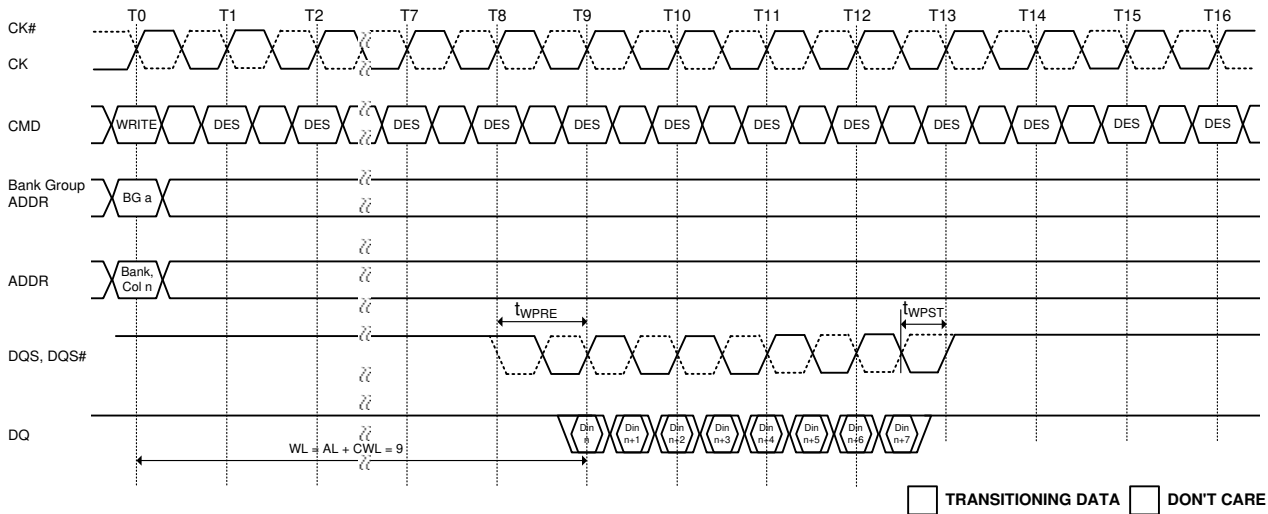 T0 T1 T2 T7 T8 T9 T10 T11 T12 T13 T14 T15 T16
CK#
CK
CMD WRITE DES DES DES DES DES DES DES DES DES DES DES DES
Bank Group
ADDR
BG a
ADDR
Bank,
Col n
tWPRE
tWPST
DQS, DQS#
DQ
Din
n
Din
n+1
Din
n+2
Din
n+3
Din
n+4
Din
n+5
Din
n+6
Din
n+7
WL = AL + CWL = 9
TRANSITIONING DATA DON'T CARE